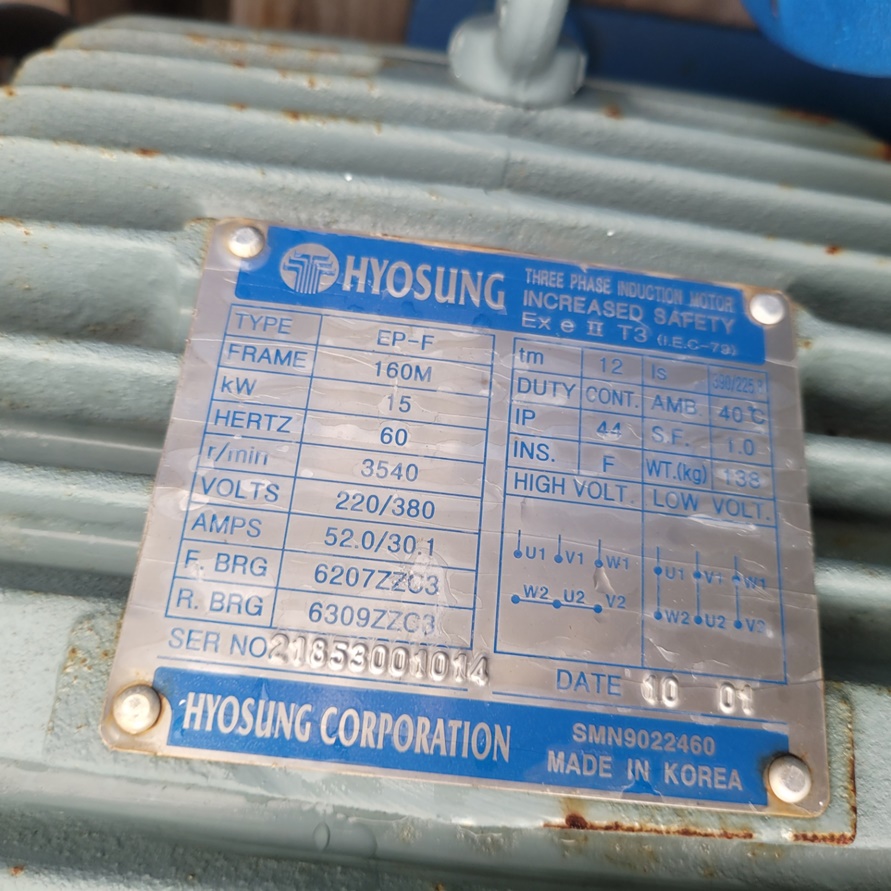 HYOSUNG
THREE PHASE INDUCTION MOTOR
INCREASED SAFETY
Ex e II T3 (I.E.C-79)
TYPE EP-F
FRAME 160M
kW 15
HERTZ 60
r/min 3540
VOLTS 220/380
AMPS 52.0/30.1
F. BRG 6207ZZC3
R. BRG 6309ZZC3
SER NO 21853001014
tm 12 Is
DUTY CONT. AMB. 40℃
IP 44 S.F. 1.0
INS. F WT.(kg) 138
HIGH VOLT. LOW VOLT.
U1 V1 W1 U1 V1 W1
W2 U2 V2 W2 U2 V2
DATE 10 01
HYOSUNG CORPORATION
SMN9022460
MADE IN KOREA